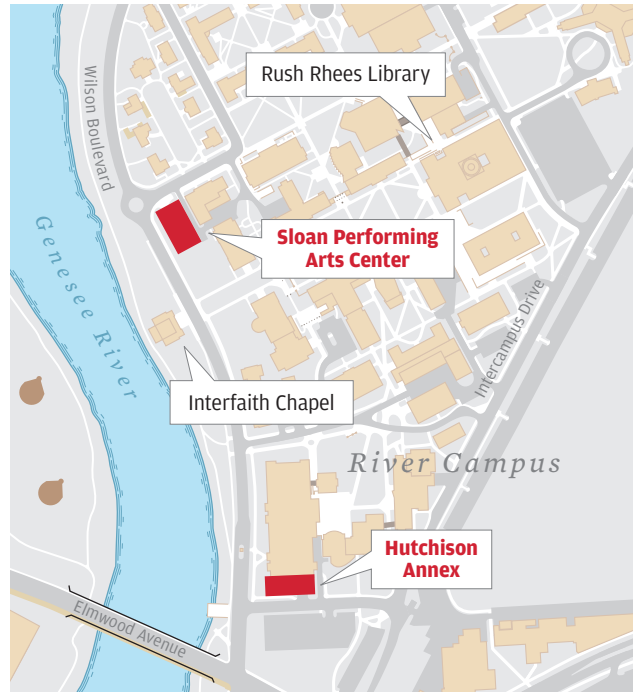 Rush Rhees Library
Wilson Boulevard
Genesee River
Sloan Performing
Arts Center
Intercampus Drive
Interfaith Chapel
River Campus
Hutchison
Annex
Elmwood Avenue